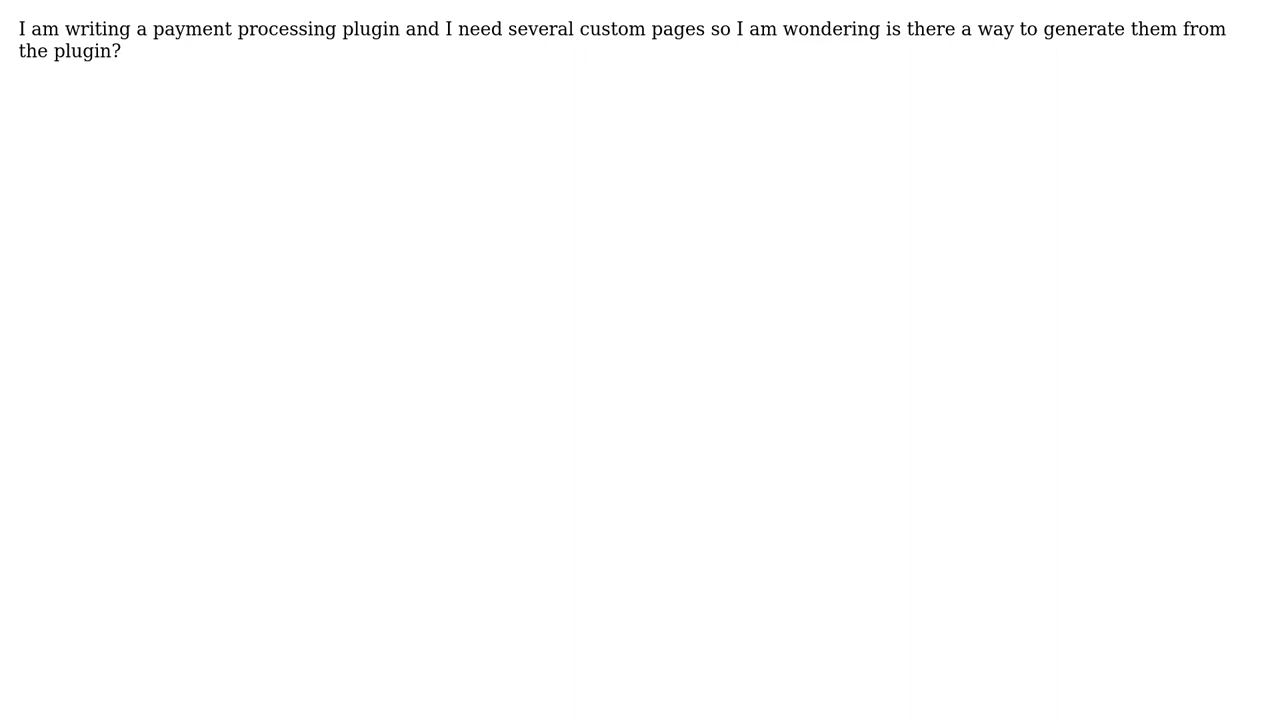 I am writing a payment processing plugin and I need several custom pages so I am wondering is there a way to generate them from
the plugin?